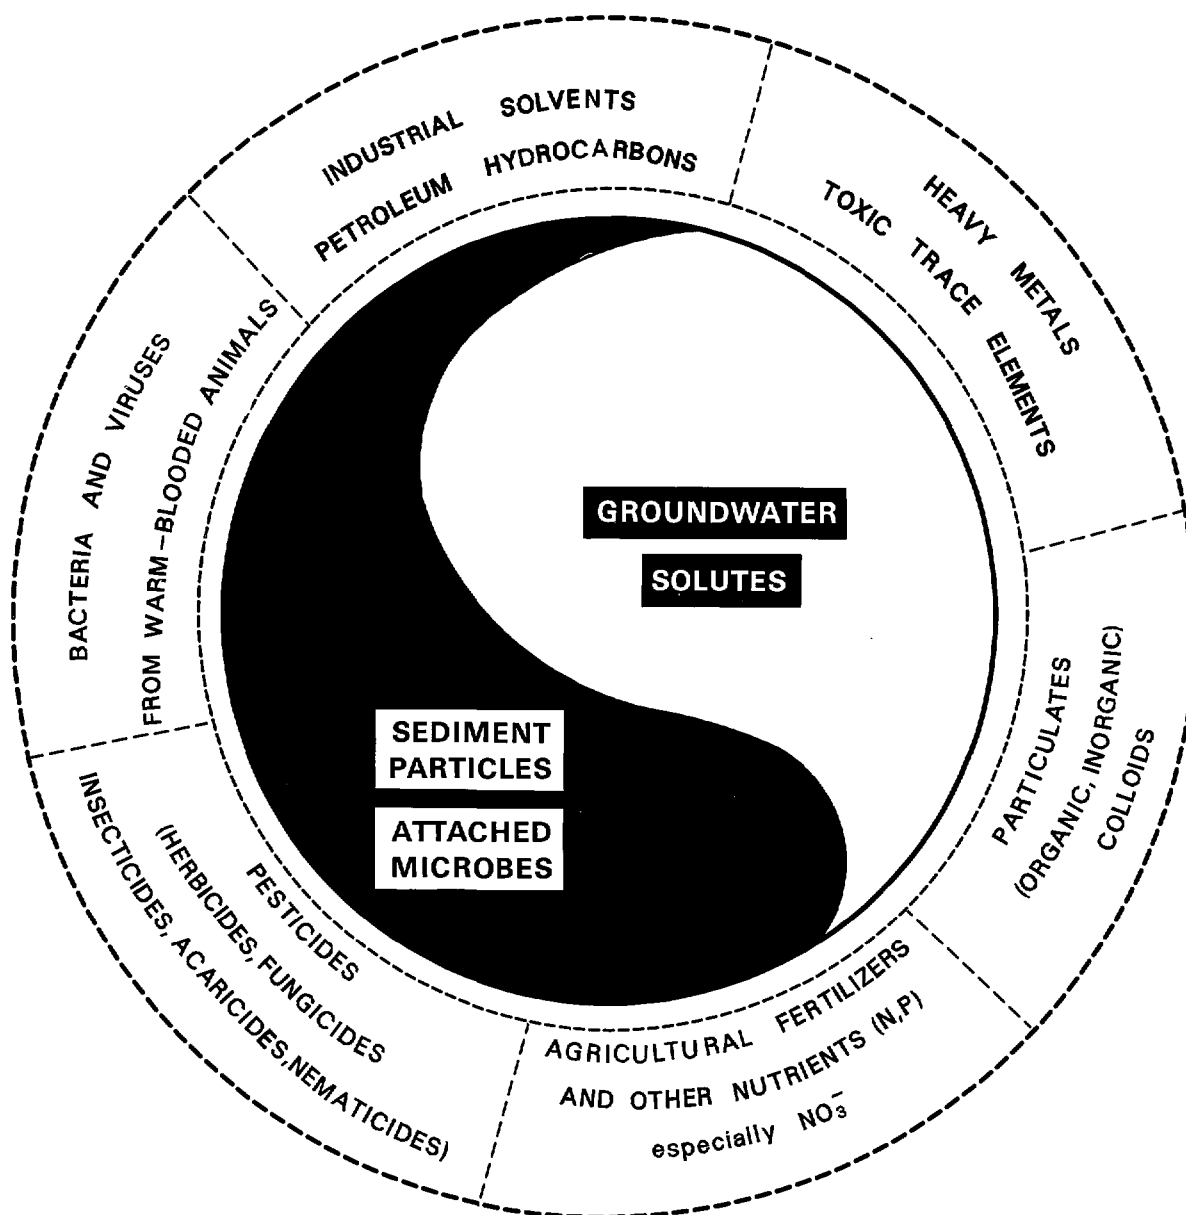 INDUSTRIAL SOLVENTS
PETROLEUM HYDROCARBONS
HEAVY METALS
TOXIC TRACE ELEMENTS
PARTICULATES
(ORGANIC, INORGANIC)
COLLOIDS
AGRICULTURAL FERTILIZERS
AND OTHER NUTRIENTS (N,P)
especially NO₃⁻
PESTICIDES
(HERBICIDES, FUNGICIDES
INSECTICIDES, ACARICIDES, NEMATICIDES)
BACTERIA AND VIRUSES
FROM WARM–BLOODED ANIMALS
GROUNDWATER
SOLUTES
SEDIMENT
PARTICLES
ATTACHED
MICROBES